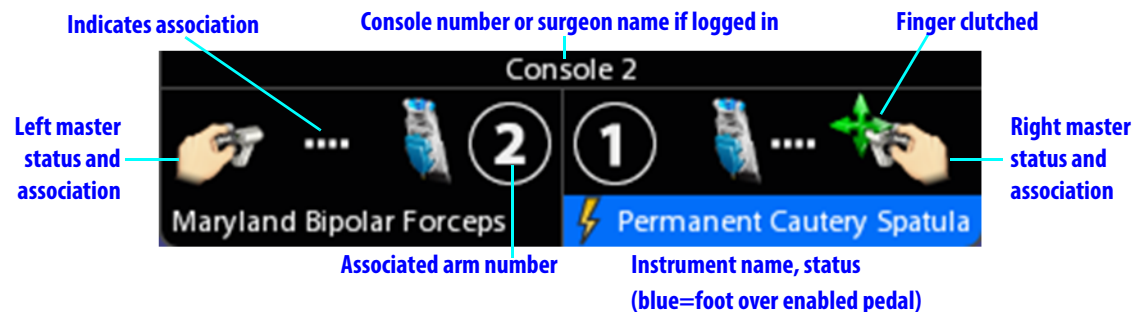 Indicates association
Console number or surgeon name if logged in
Finger clutched
Console 2
Left master
status and
association
2
1
Right master
status and
association
Maryland Bipolar Forceps
Permanent Cautery Spatula
Associated arm number
Instrument name, status
(blue=foot over enabled pedal)